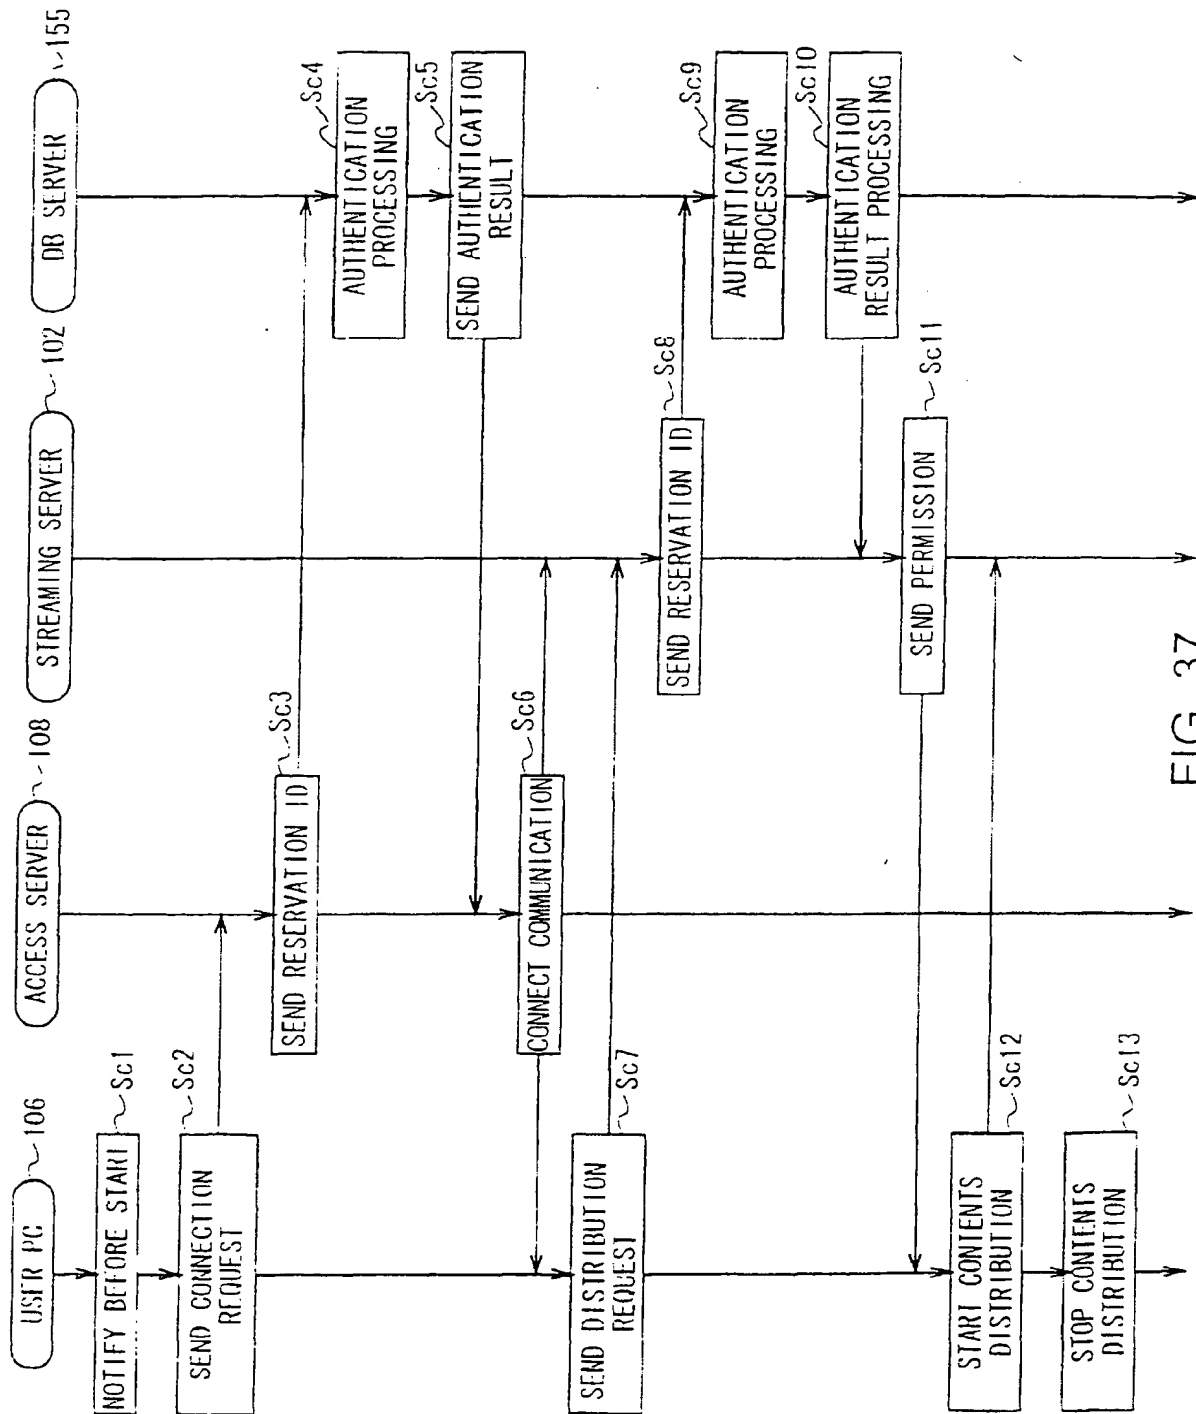 USER PC
106
ACCESS SERVER
108
STREAMING SERVER
102
DB SERVER
155
NOTIFY BEFORE START
Sc1
SEND CONNECTION
REQUEST
Sc2
SEND RESERVATION ID
Sc3
AUTHENTICATION
PROCESSING
Sc4
SEND AUTHENTICATION
RESULT
Sc5
CONNECT COMMUNICATION
Sc6
SEND DISTRIBUTION
REQUEST
Sc7
SEND RESERVATION ID
Sc8
AUTHENTICATION
PROCESSING
Sc9
AUTHENTICATION
RESULT PROCESSING
Sc10
SEND PERMISSION
Sc11
START CONTENTS
DISTRIBUTION
Sc12
STOP CONTENTS
DISTRIBUTION
Sc13
FIG. 37